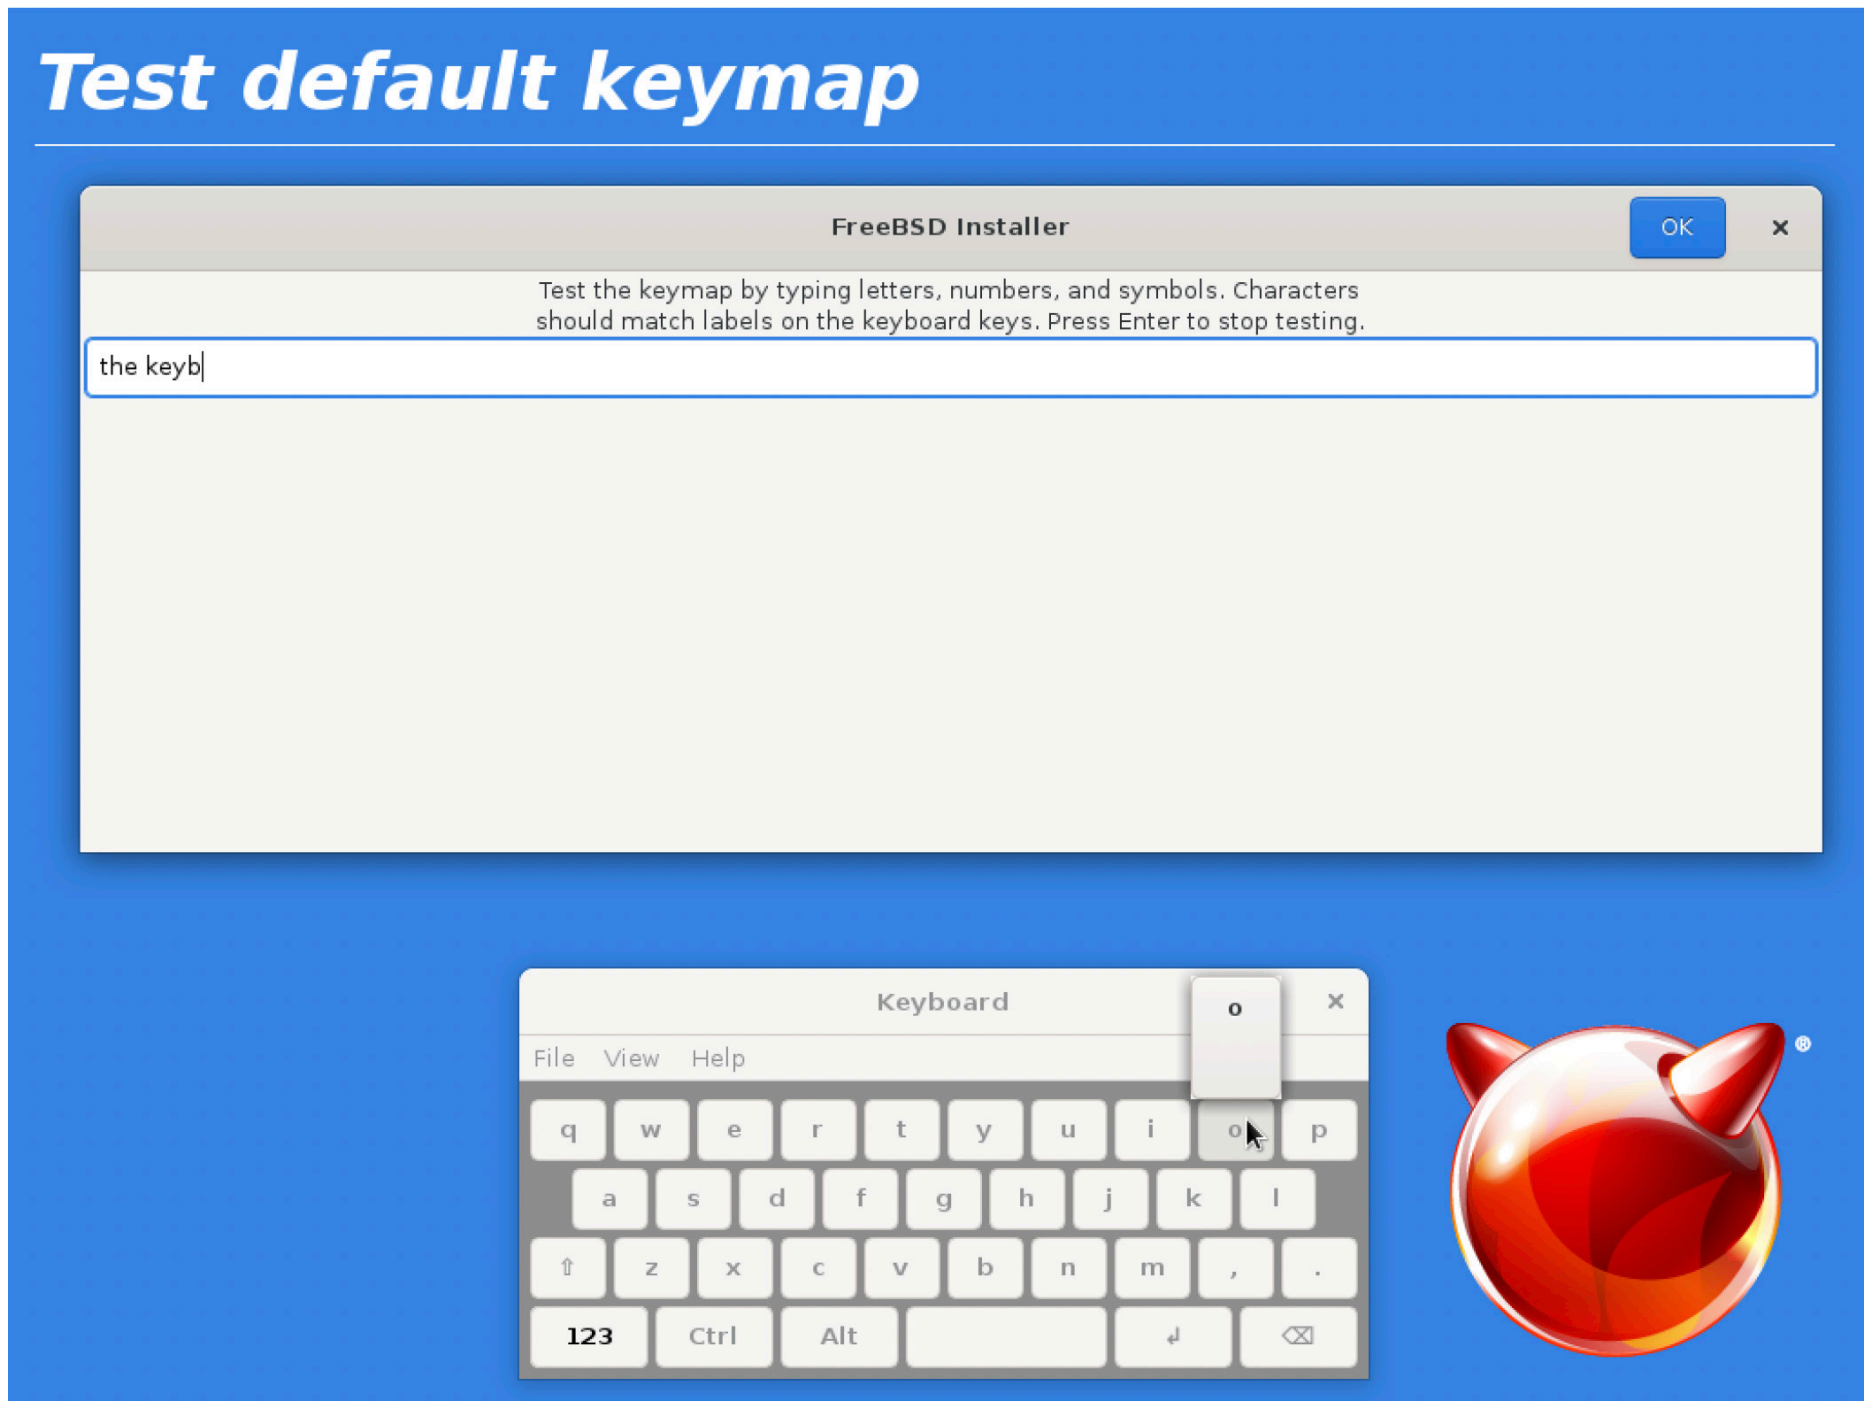 Test default keymap
FreeBSD Installer
OK
×
Test the keymap by typing letters, numbers, and symbols. Characters
should match labels on the keyboard keys. Press Enter to stop testing.
the keyb
Keyboard
o
×
File View Help
®
q w e r t y u i o p
a s d f g h j k l
⇧ z x c v b n m , .
123 Ctrl Alt ↲ ⌫